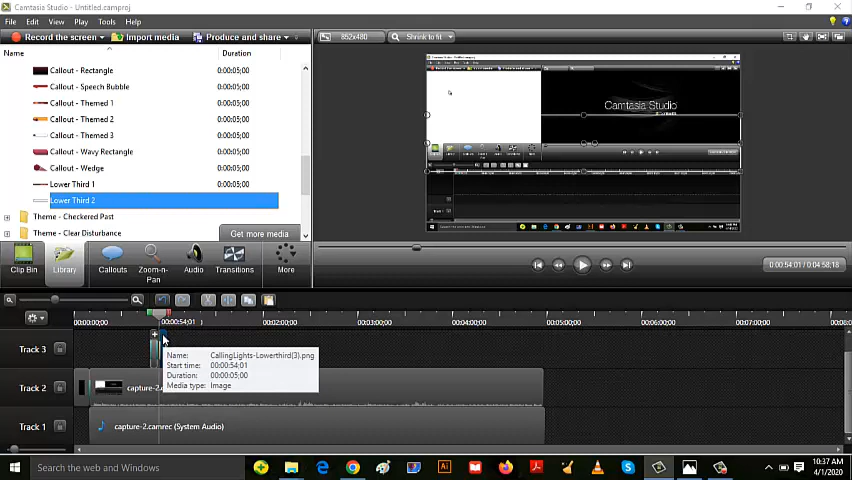 Camtasia Studio - Untitled.camproj
File Edit View Play Tools Help
Record the screen Import media Produce and share
852x480 Shrink to fit
Name Duration
Callout - Rectangle 0:00:05;00
Callout - Speech Bubble 0:00:05;00
Callout - Themed 1 0:00:05;00
Callout - Themed 2 0:00:05;00
Callout - Themed 3 0:00:05;00
Callout - Wavy Rectangle 0:00:05;00
Callout - Wedge 0:00:05;00
Lower Third 1 0:00:05;00
Lower Third 2
Theme - Checkered Past
Theme - Clear Disturbance
Get more media
Camtasia Studio
Clip Bin Library Callouts Zoom-n-Pan Audio Transitions More
0:00:54;01 / 0:04:58;18
00:00:00;00 00:00:54;01 00:02:00;00 00:03:00;00 00:04:00;00 00:05:00;00 00:06:00;00 00:07:00;00 00:08:0
Track 3
Name: CallingLights-Lowerthird(3).png
Start time: 00:00:54;01
Duration: 00:00:05;00
Media type: Image
Track 2 capture-2.
Track 1 capture-2.camrec (System Audio)
Search the web and Windows
10:37 AM
4/1/2020